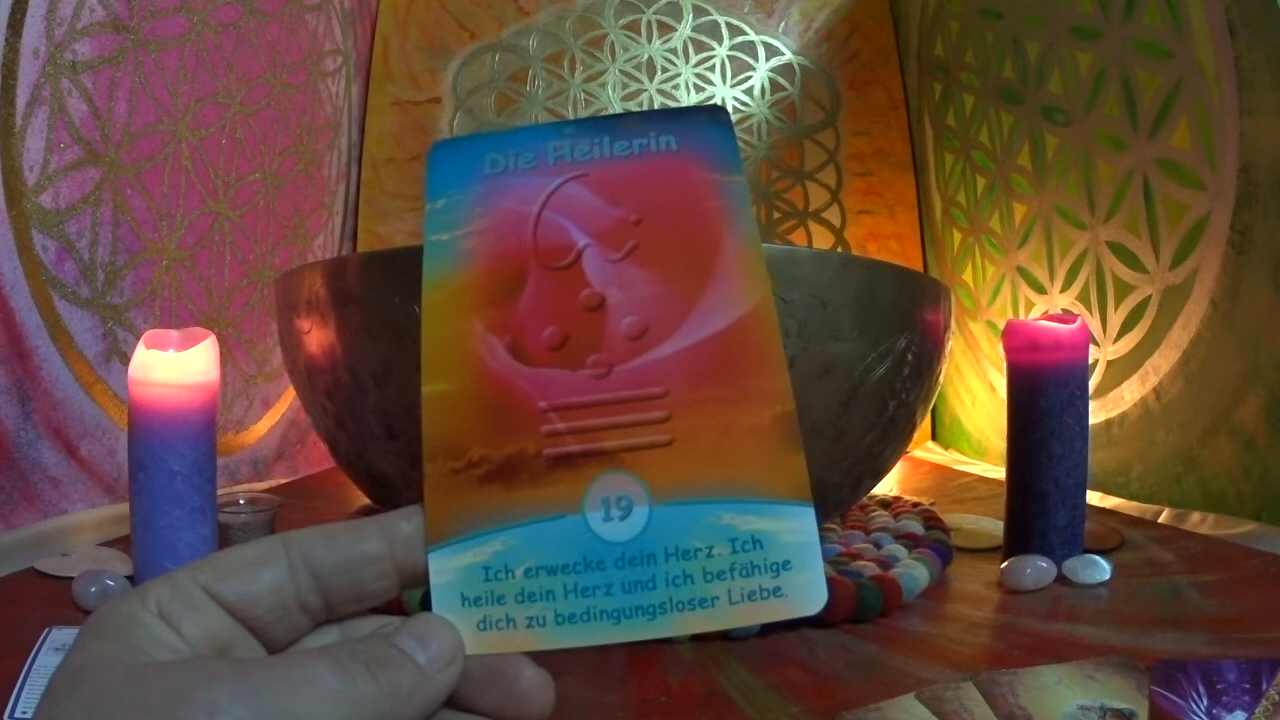 Die Heilerin
19
Ich erwecke dein Herz. Ich
heile dein Herz und ich befähige
dich zu bedingungsloser Liebe.